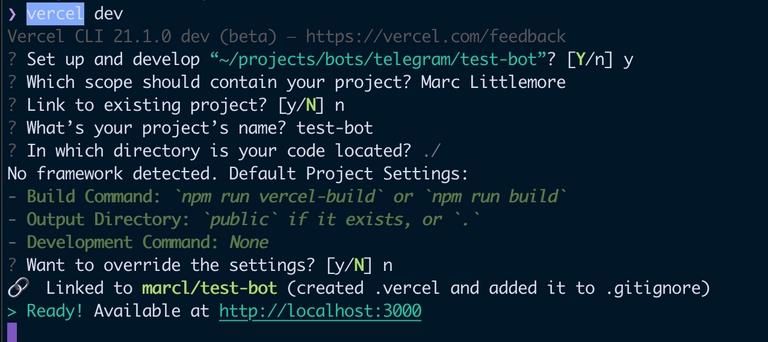 ❯ vercel dev
Vercel CLI 21.1.0 dev (beta) — https://vercel.com/feedback
? Set up and develop “~/projects/bots/telegram/test-bot”? [Y/n] y
? Which scope should contain your project? Marc Littlemore
? Link to existing project? [y/N] n
? What’s your project’s name? test-bot
? In which directory is your code located? ./
No framework detected. Default Project Settings:
- Build Command: `npm run vercel-build` or `npm run build`
- Output Directory: `public` if it exists, or `.`
- Development Command: None
? Want to override the settings? [y/N] n
🔗 Linked to marcl/test-bot (created .vercel and added it to .gitignore)
> Ready! Available at http://localhost:3000